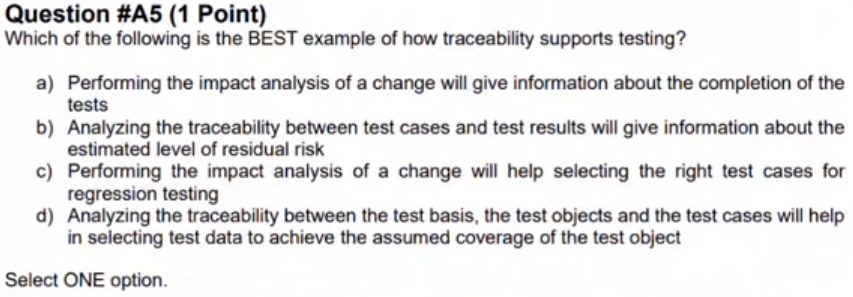 Question #A5 (1 Point)
Which of the following is the BEST example of how traceability supports testing?
a) Performing the impact analysis of a change will give information about the completion of the
tests
b) Analyzing the traceability between test cases and test results will give information about the
estimated level of residual risk
c) Performing the impact analysis of a change will help selecting the right test cases for
regression testing
d) Analyzing the traceability between the test basis, the test objects and the test cases will help
in selecting test data to achieve the assumed coverage of the test object
Select ONE option.